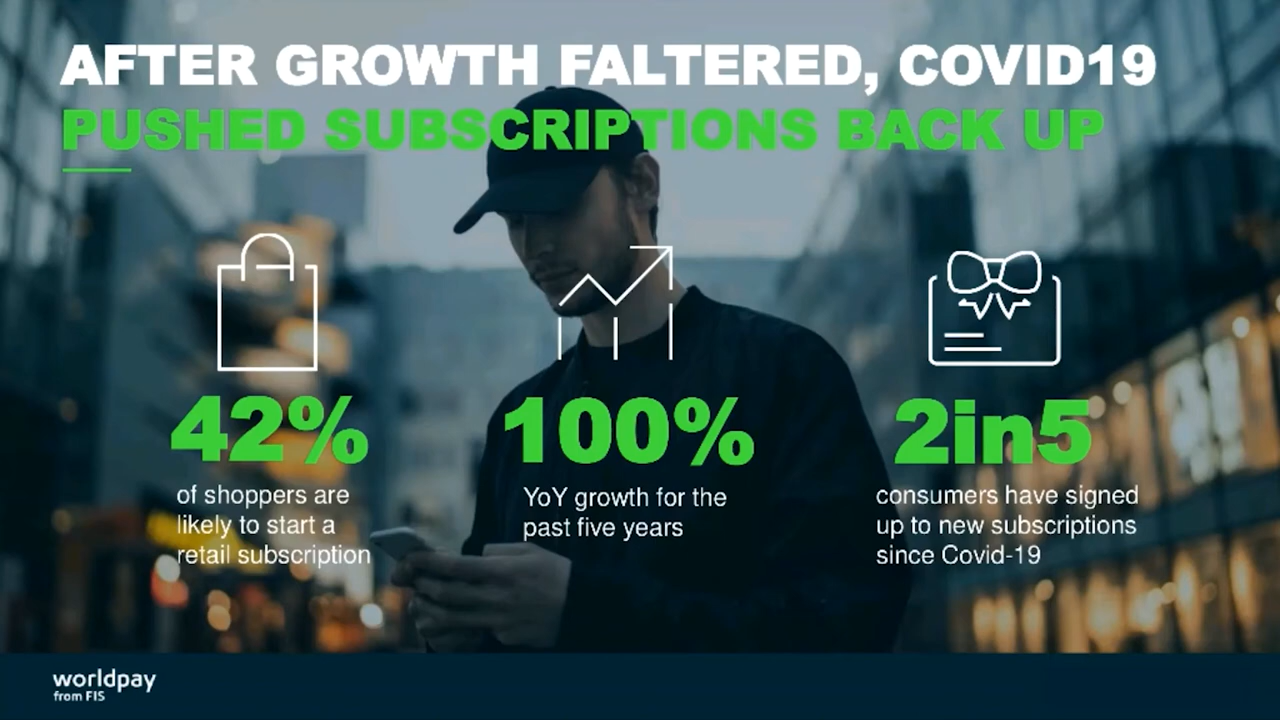 AFTER GROWTH FALTERED, COVID19
PUSHED SUBSCRIPTIONS BACK UP
42%
of shoppers are
likely to start a
retail subscription
100%
YoY growth for the
past five years
2in5
consumers have signed
up to new subscriptions
since Covid-19
worldpay
from FIS